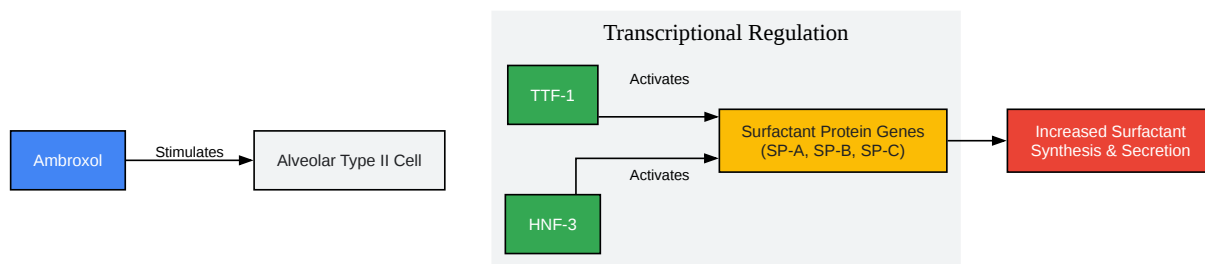 Transcriptional Regulation
Ambroxol
Stimulates
Alveolar Type II Cell
TTF-1
Activates
HNF-3
Activates
Surfactant Protein Genes
(SP-A, SP-B, SP-C)
Increased Surfactant
Synthesis & Secretion